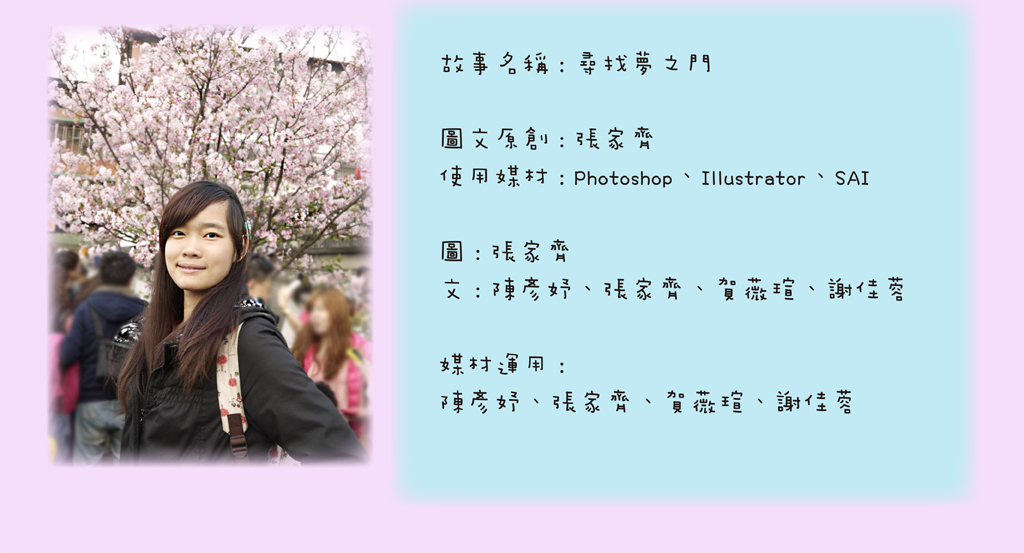 故事名稱：尋找夢之門
圖文原創：張家齊
使用媒材：Photoshop、Illustrator、SAI
圖：張家齊
文：陳彥妤、張家齊、賀薇瑄、謝佳蓉
媒材運用：
陳彥妤、張家齊、賀薇瑄、謝佳蓉